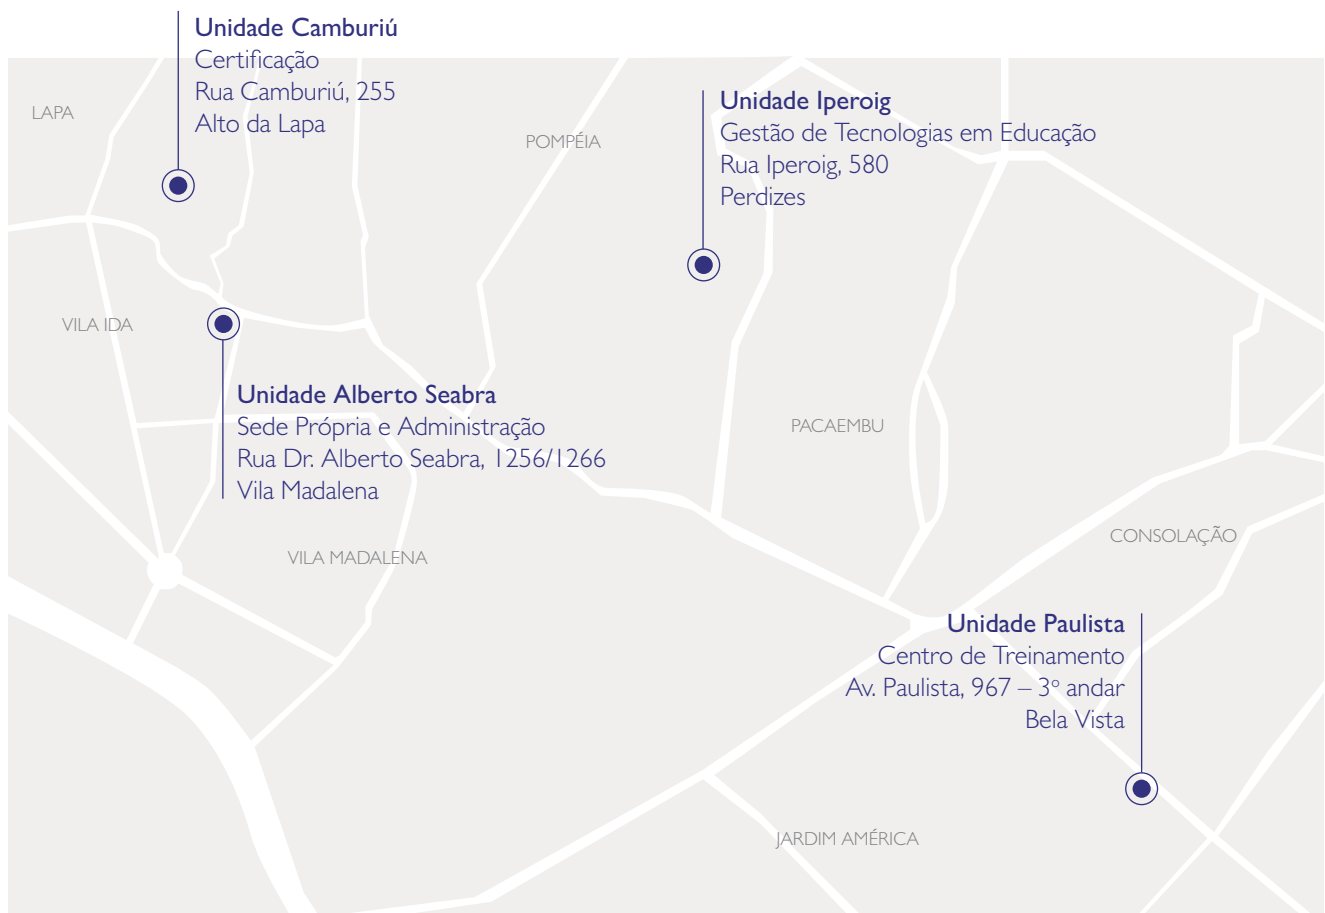 Unidade Camburiú
Certificação
Rua Camburiú, 255
Alto da Lapa
LAPA
POMPÉIA
Unidade Iperoig
Gestão de Tecnologias em Educação
Rua Iperoig, 580
Perdizes
VILA IDA
Unidade Alberto Seabra
Sede Própria e Administração
Rua Dr. Alberto Seabra, 1256/1266
Vila Madalena
PACAEMBU
VILA MADALENA
CONSOLAÇÃO
Unidade Paulista
Centro de Treinamento
Av. Paulista, 967 – 3º andar
Bela Vista
JARDIM AMÉRICA